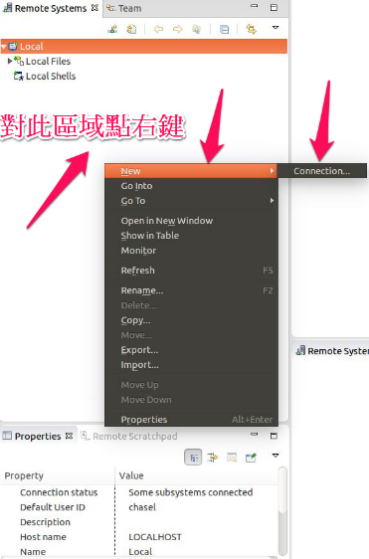 Remote Systems Team
Local
Local Files
Local Shells
對此區域點右鍵
New
Connection...
Go Into
Go To
Open in New Window
Show in Table
Monitor
Refresh F5
Rename... F2
Delete...
Copy...
Move...
Export...
Import...
Move Up
Move Down
Properties Alt+Enter
Remote Syste
Properties Remote Scratchpad
Property Value
Connection status Some subsystems connected
Default User ID chasel
Description
Host name LOCALHOST
Name Local